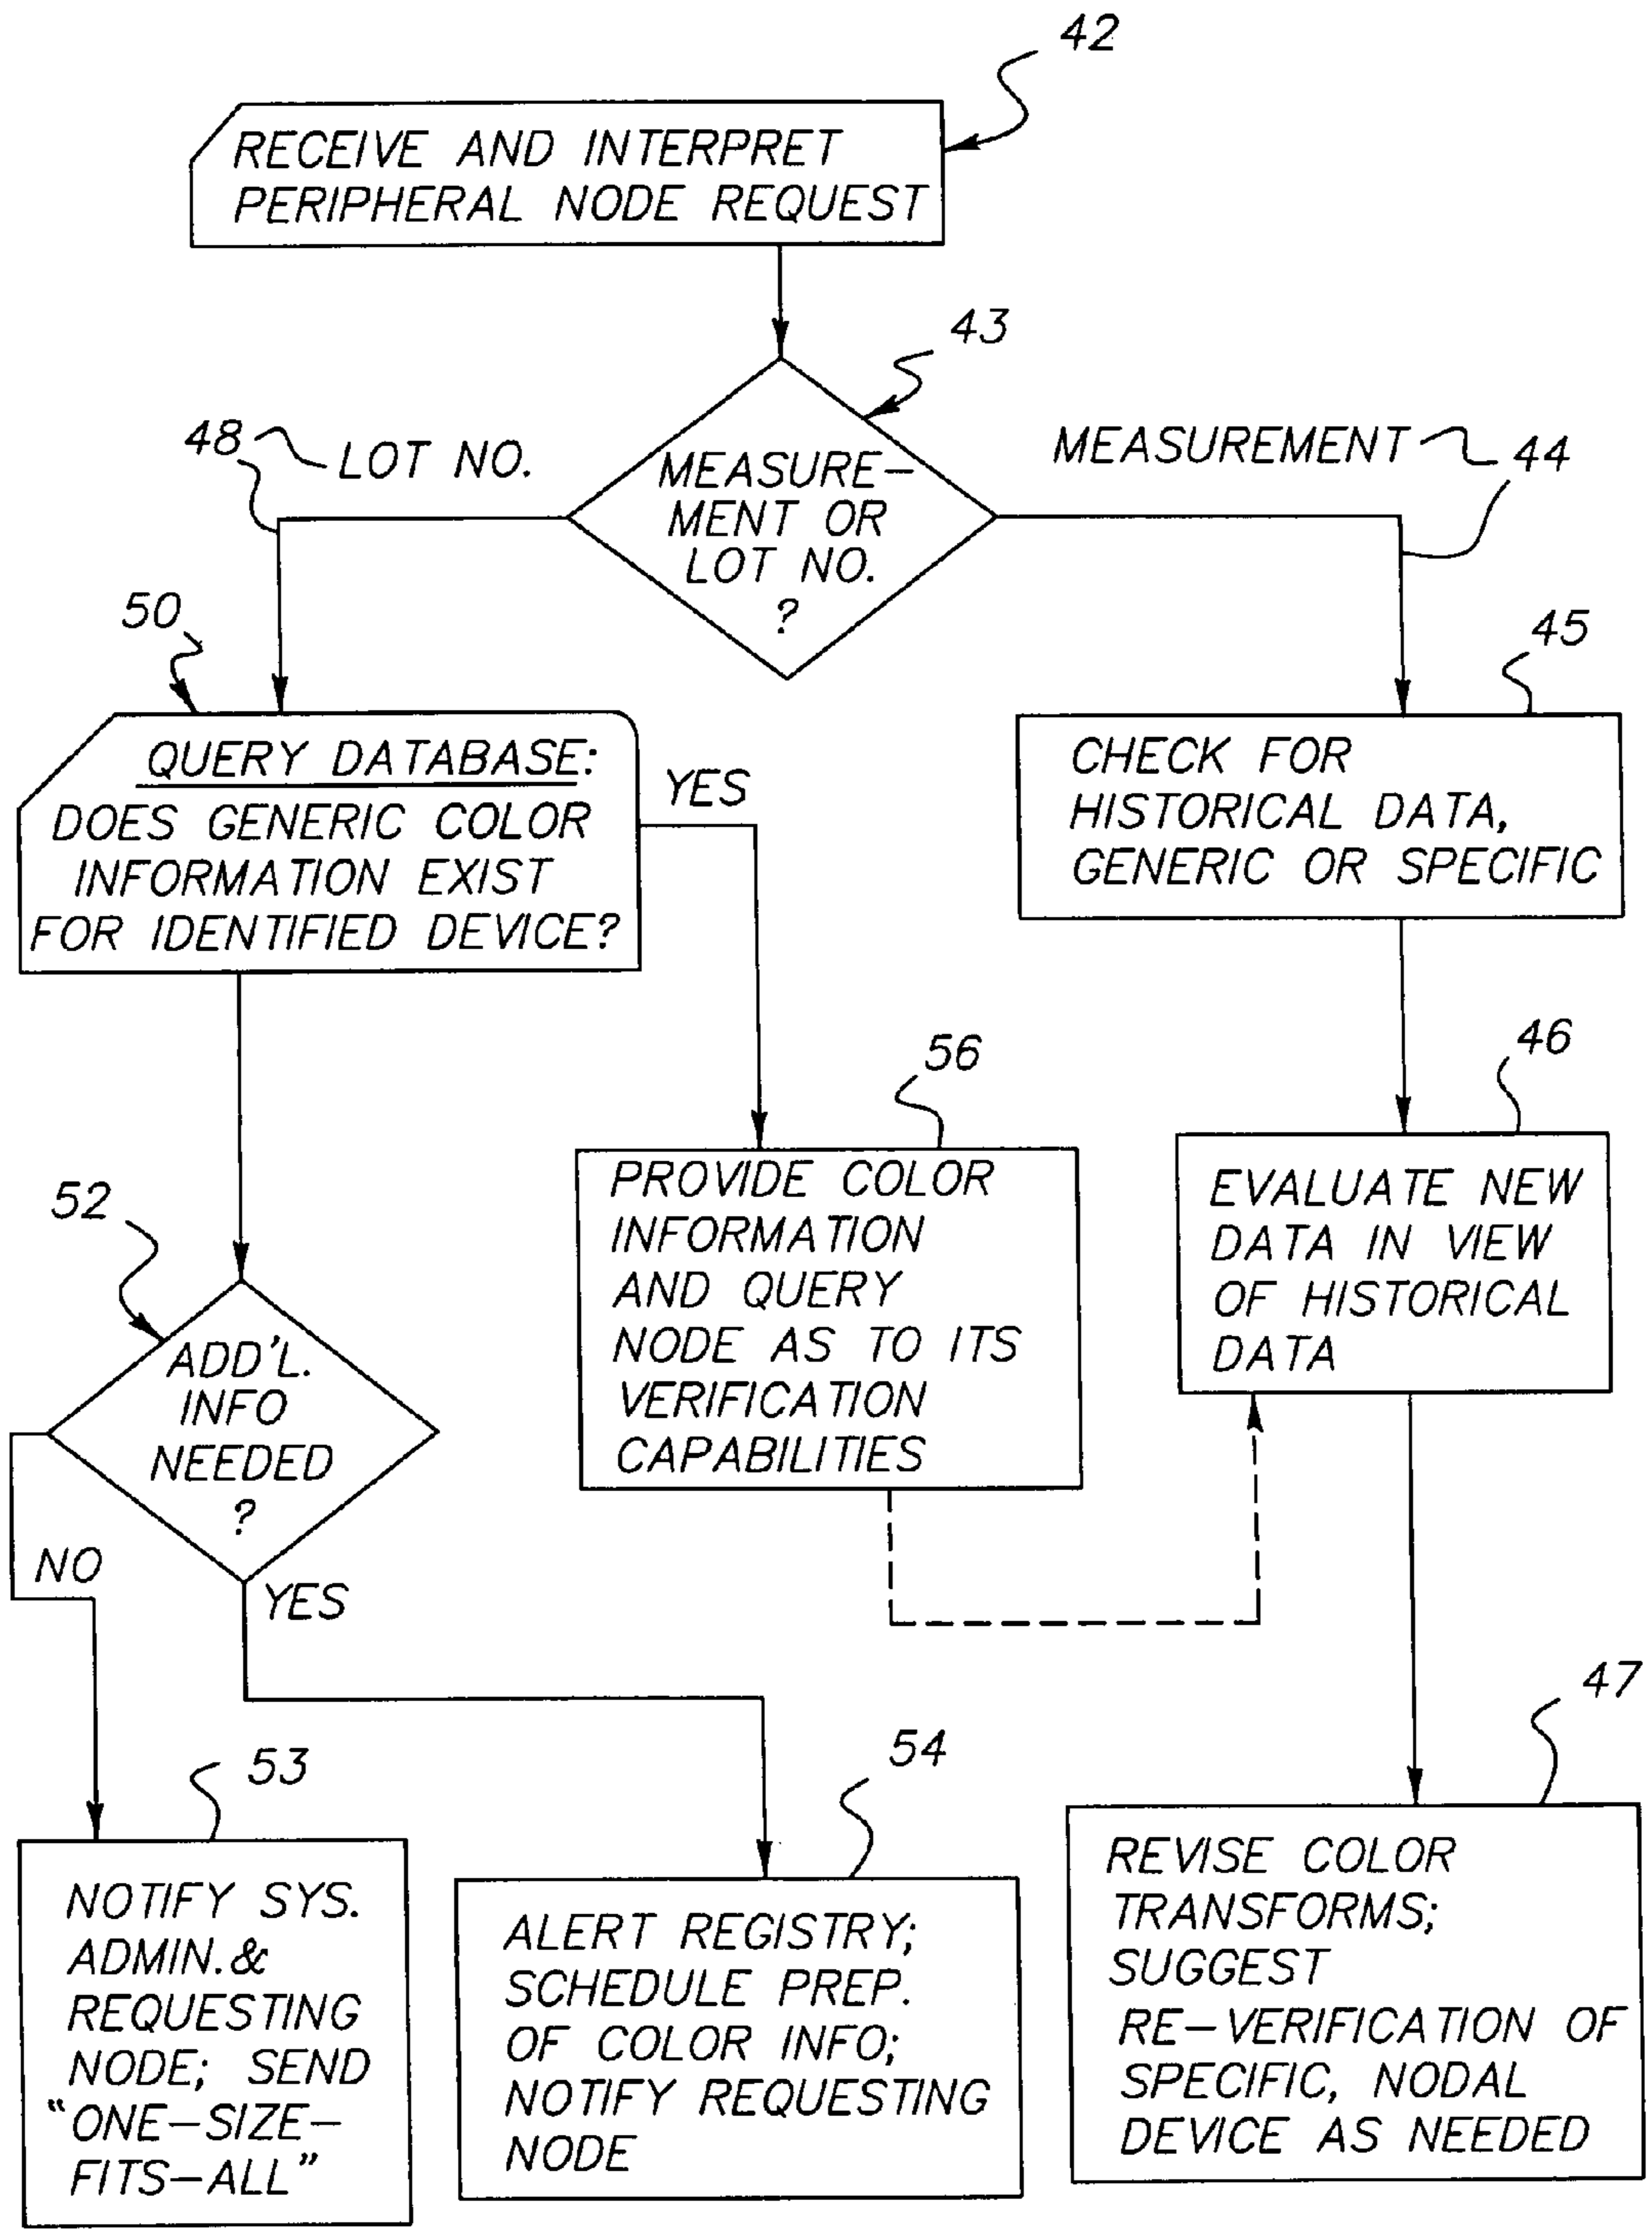 42
RECEIVE AND INTERPRET
PERIPHERAL NODE REQUEST
43
48
LOT NO.
MEASUREMENT
44
MEASURE-
MENT OR
LOT NO.
?
50
45
QUERY DATABASE:
DOES GENERIC COLOR
INFORMATION EXIST
FOR IDENTIFIED DEVICE?
YES
CHECK FOR
HISTORICAL DATA,
GENERIC OR SPECIFIC
56
46
PROVIDE COLOR
INFORMATION
AND QUERY
NODE AS TO ITS
VERIFICATION
CAPABILITIES
EVALUATE NEW
DATA IN VIEW
OF HISTORICAL
DATA
52
ADD'L.
INFO
NEEDED
?
NO
YES
53
54
47
NOTIFY SYS.
ADMIN.&
REQUESTING
NODE; SEND
"ONE-SIZE-
FITS-ALL"
ALERT REGISTRY;
SCHEDULE PREP.
OF COLOR INFO;
NOTIFY REQUESTING
NODE
REVISE COLOR
TRANSFORMS;
SUGGEST
RE-VERIFICATION OF
SPECIFIC, NODAL
DEVICE AS NEEDED